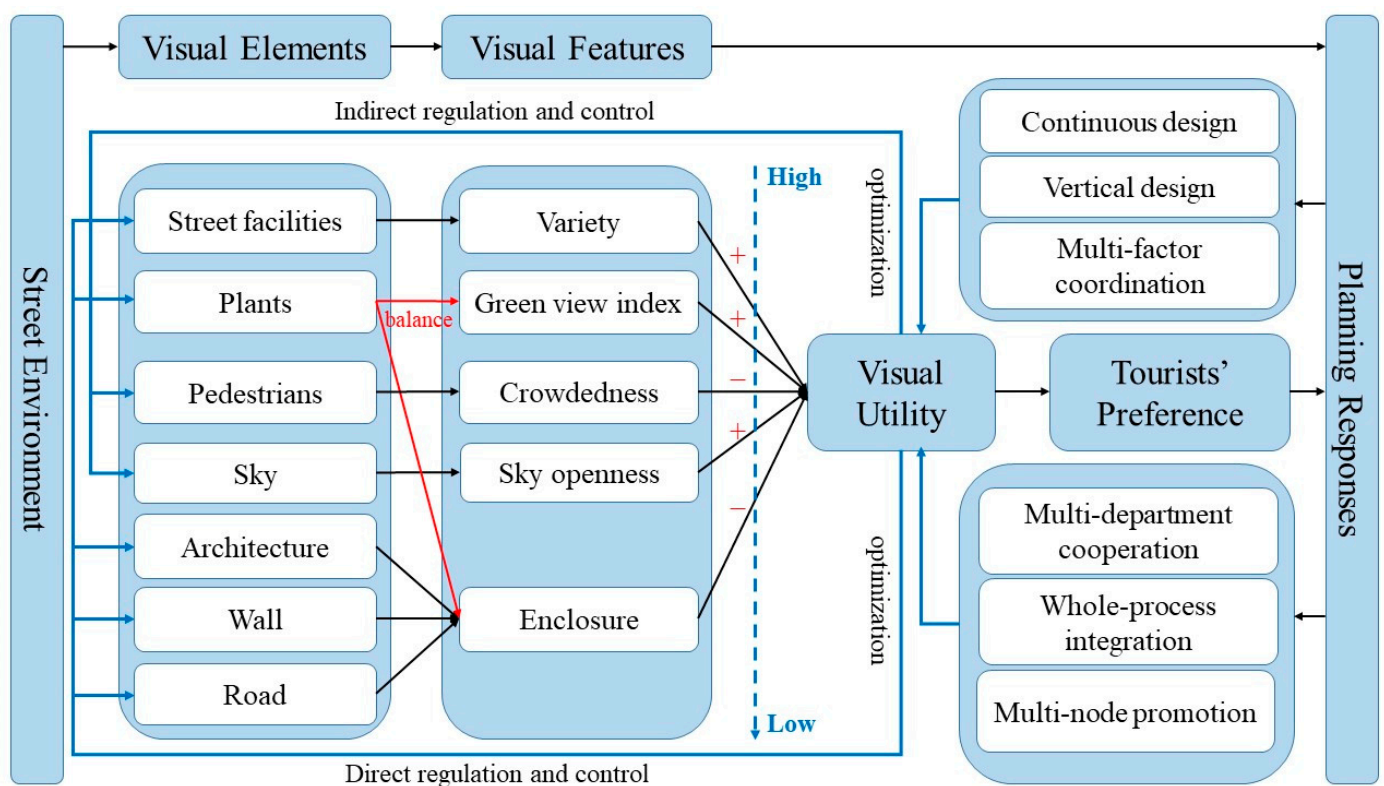 Street Environment
Visual Elements
Visual Features
Indirect regulation and control
Street facilities
Plants
Pedestrians
Sky
Architecture
Wall
Road
balance
Variety
Green view index
Crowdedness
Sky openness
Enclosure
+
+
−
+
−
High
Low
optimization
optimization
Direct regulation and control
Visual
Utility
Tourists’
Preference
Continuous design
Vertical design
Multi-factor
coordination
Multi-department
cooperation
Whole-process
integration
Multi-node promotion
Planning Responses